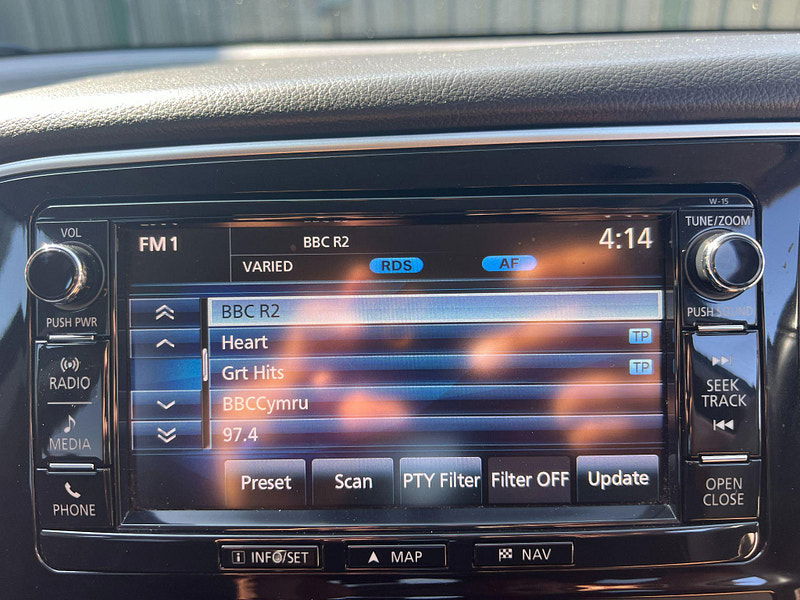 W-15
VOL
TUNE/ZOOM
FM 1
BBC R2
4:14
VARIED
RDS
AF
PUSH PWR
PUSH SOUND
BBC R2
Heart
TP
Grt Hits
TP
BBCCymru
97.4
RADIO
MEDIA
PHONE
SEEK
TRACK
OPEN
CLOSE
Preset
Scan
PTY Filter
Filter OFF
Update
INFO/SET
MAP
NAV